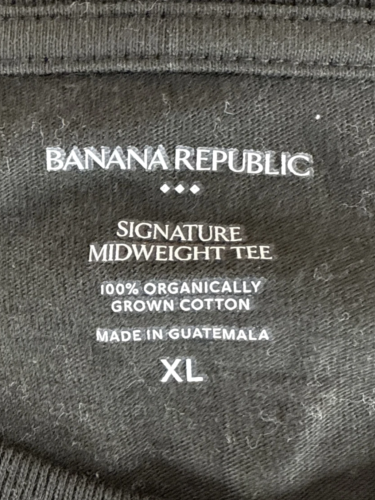 BANANA REPUBLIC
SIGNATURE
MIDWEIGHT TEE
100% ORGANICALLY
GROWN COTTON
MADE IN GUATEMALA
XL